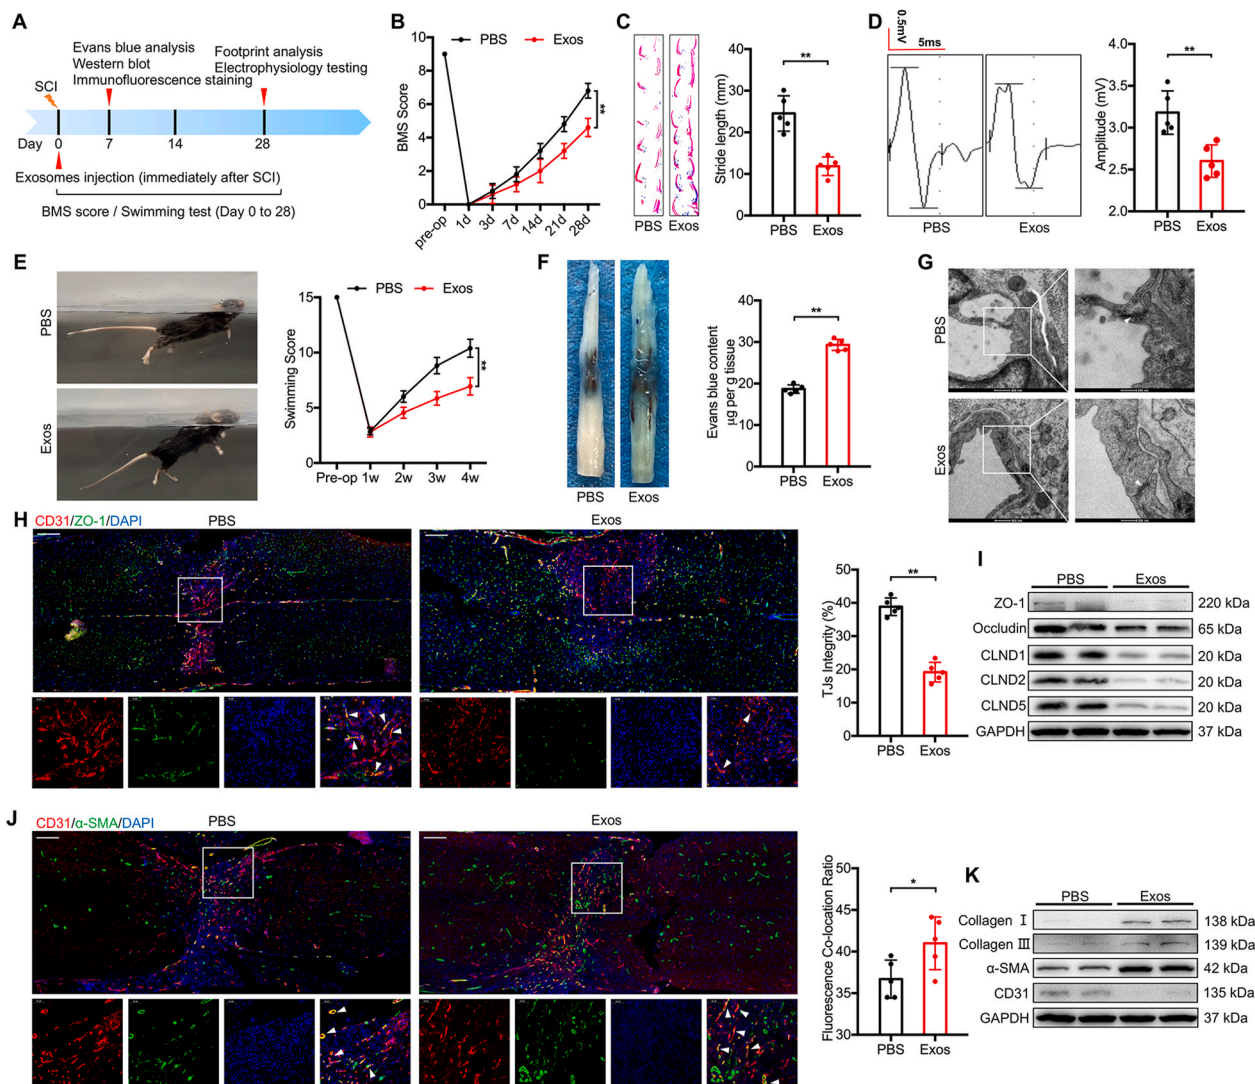 A
Evans blue analysis
Western blot
Immunofluorescence staining
Footprint analysis
Electrophysiology testing
SCI
Day 0 7 14 28
Exosomes injection (immediately after SCI)
BMS score / Swimming test (Day 0 to 28)
B
PBS Exos
BMS Score
10
8
6
4
2
0
**
pre-op 1d 3d 7d 14d 21d 28d
C
PBS Exos
Stride length (mm)
40
30
20
10
0
**
PBS Exos
D
0.5mV
5ms
PBS Exos
Amplitude (mV)
4.0
3.5
3.0
2.5
2.0
**
PBS Exos
E
PBS
Exos
PBS Exos
Swimming Score
15
10
5
0
**
Pre-op 1w 2w 3w 4w
F
PBS Exos
Evans blue content
µg per g tissue
40
30
20
10
0
**
PBS Exos
G
PBS
Exos
H
CD31/ZO-1/DAPI
PBS
Exos
TJs Integrity (%)
50
40
30
20
10
0
**
PBS Exos
I
PBS Exos
ZO-1 220 kDa
Occludin 65 kDa
CLND1 20 kDa
CLND2 20 kDa
CLND5 20 kDa
GAPDH 37 kDa
J
CD31/α-SMA/DAPI
PBS
Exos
Fluorescence Co-location Ratio
50
45
40
35
30
*
PBS Exos
K
PBS Exos
Collagen Ⅰ 138 kDa
Collagen Ⅲ 139 kDa
α-SMA 42 kDa
CD31 135 kDa
GAPDH 37 kDa